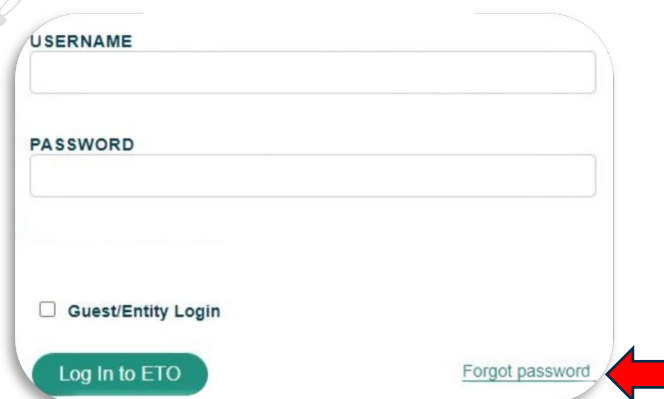 USERNAME
PASSWORD
Guest/Entity Login
Log In to ETO
Forgot password